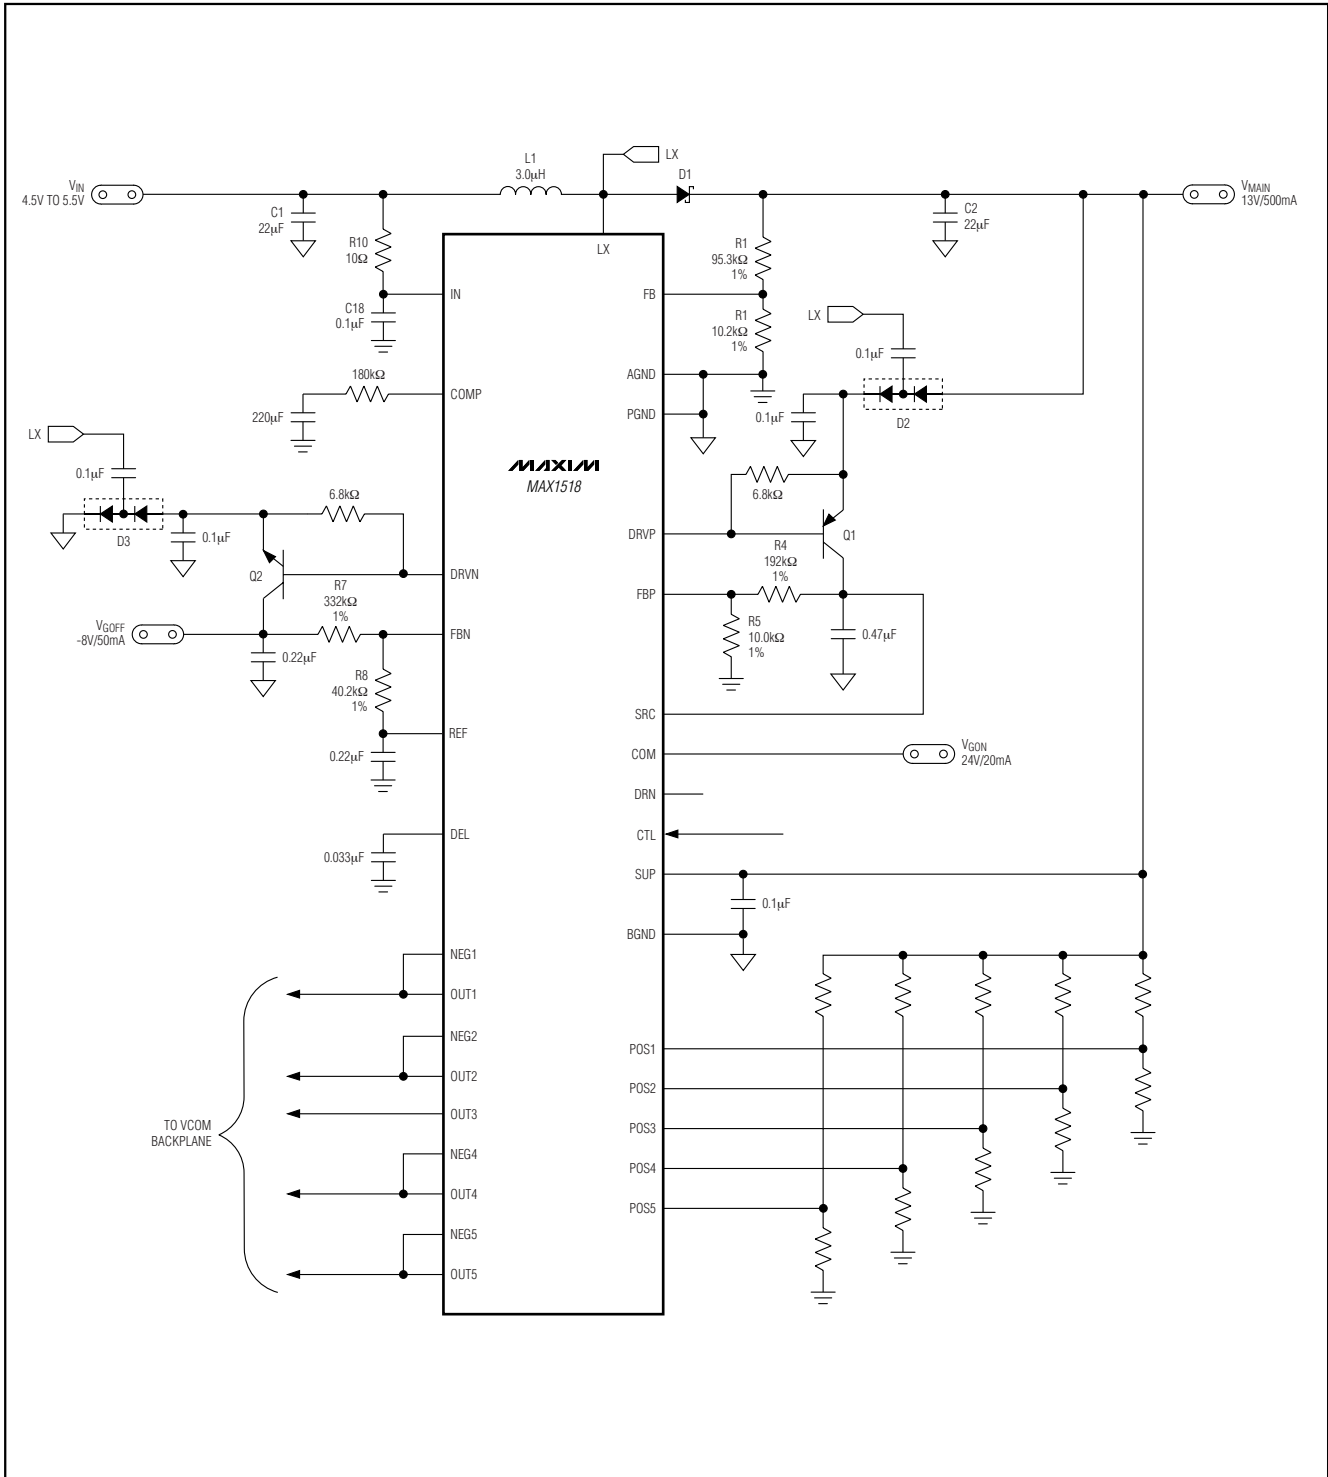 L1
3.0µH
LX
D1
VIN
4.5V TO 5.5V
VMAIN
13V/500mA
C1
22µF
C2
22µF
R10
10Ω
LX
R1
95.3kΩ
1%
IN
FB
C18
0.1µF
R1
10.2kΩ
1%
LX
0.1µF
180kΩ
COMP
AGND
220µF
PGND
0.1µF
D2
LX
0.1µF
MAXIM
MAX1518
6.8kΩ
6.8kΩ
D3
0.1µF
DRVP
Q1
Q2
DRVN
R7
332kΩ
1%
R4
192kΩ
1%
FBP
VGOFF
-8V/50mA
FBN
R5
10.0kΩ
1%
0.47µF
0.22µF
R8
40.2kΩ
1%
SRC
REF
0.22µF
COM
VGON
24V/20mA
DRN
DEL
CTL
0.033µF
SUP
0.1µF
BGND
NEG1
OUT1
NEG2
POS1
OUT2
POS2
OUT3
TO VCOM
BACKPLANE
POS3
NEG4
POS4
OUT4
POS5
NEG5
OUT5